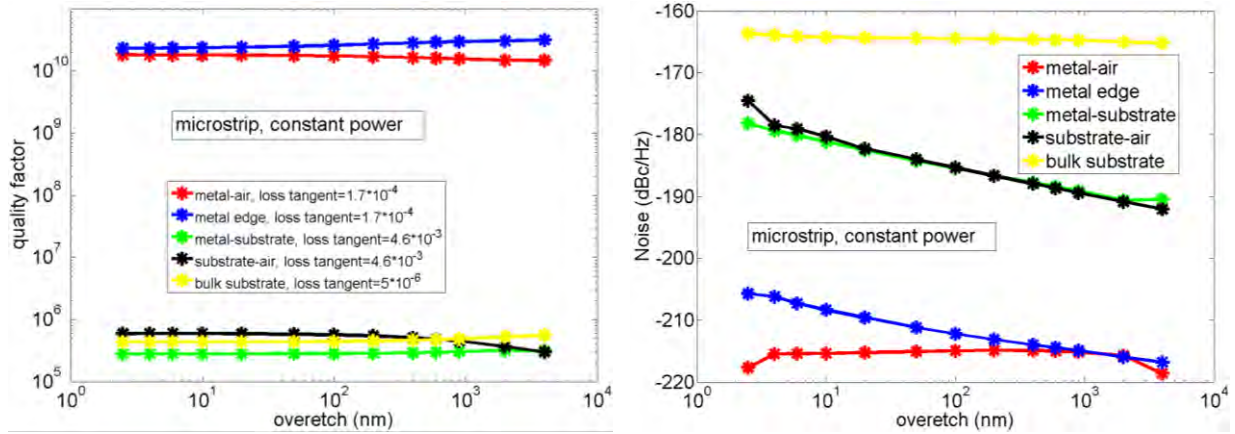 10^10
10^9
10^8
10^7
10^6
10^5
quality factor
microstrip, constant power
metal-air, loss tangent=1.7*10^-4
metal edge, loss tangent=1.7*10^-4
metal-substrate, loss tangent=4.6*10^-3
substrate-air, loss tangent=4.6*10^-3
bulk substrate, loss tangent=5*10^-6
10^0 10^1 10^2 10^3 10^4
overetch (nm)
-160
-170
-180
-190
-200
-210
-220
Noise (dBc/Hz)
metal-air
metal edge
metal-substrate
substrate-air
bulk substrate
microstrip, constant power
10^0 10^1 10^2 10^3 10^4
overetch (nm)